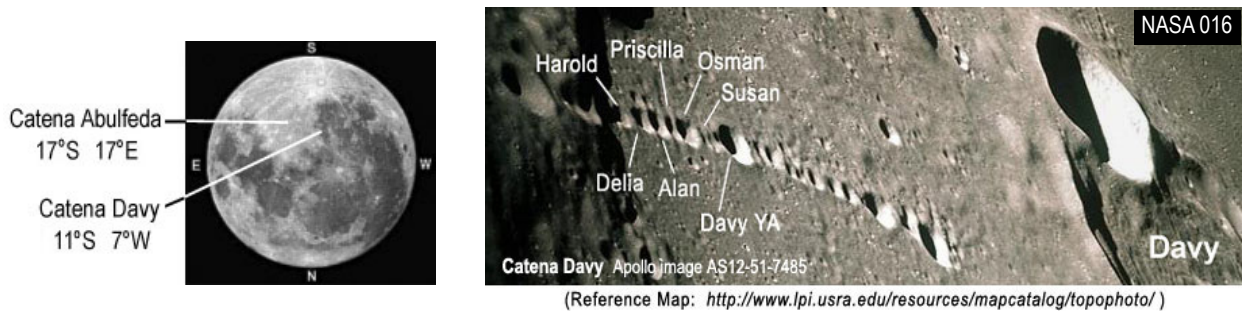 S
Catena Abulfeda
17°S 17°E
E
W
Catena Davy
11°S 7°W
N
NASA 016
Priscilla
Osman
Harold
Susan
Delia
Alan
Davy YA
Davy
Catena Davy Apollo image AS12-51-7485
(Reference Map: http://www.lpi.usra.edu/resources/mapcatalog/topophoto/ )